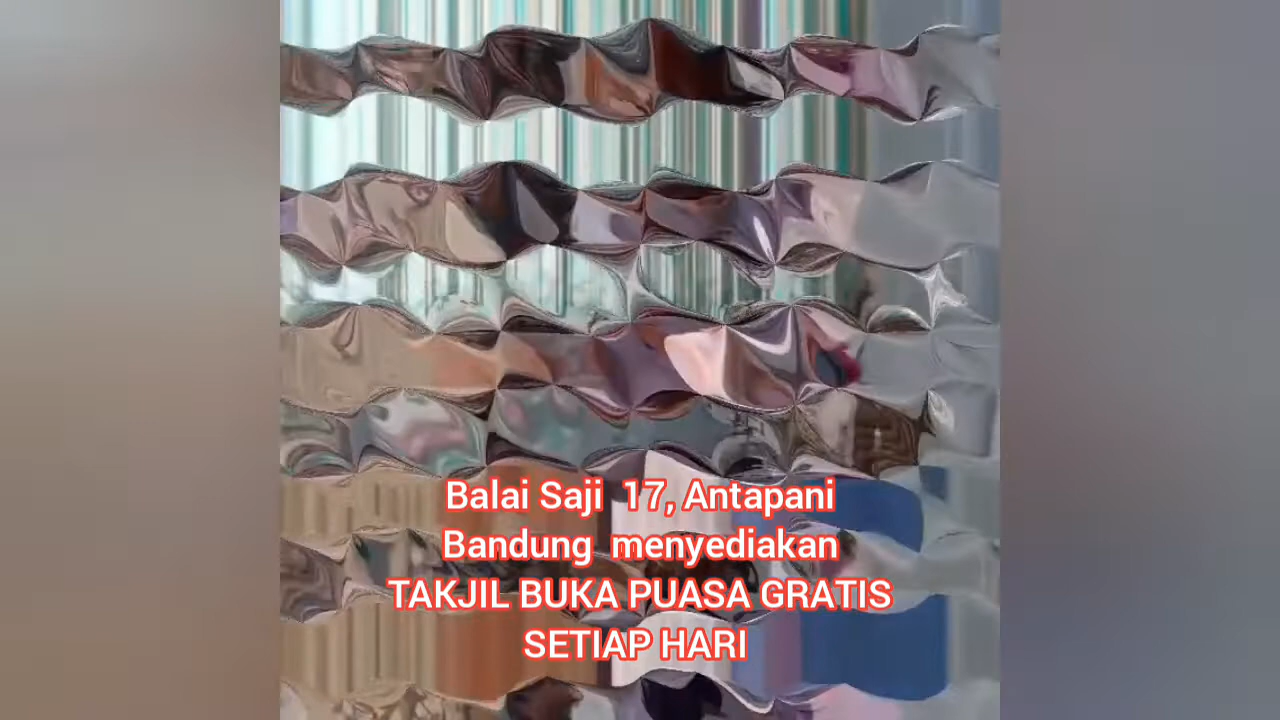 Balai Saji 17, Antapani
Bandung menyediakan
TAKJIL BUKA PUASA GRATIS
SETIAP HARI